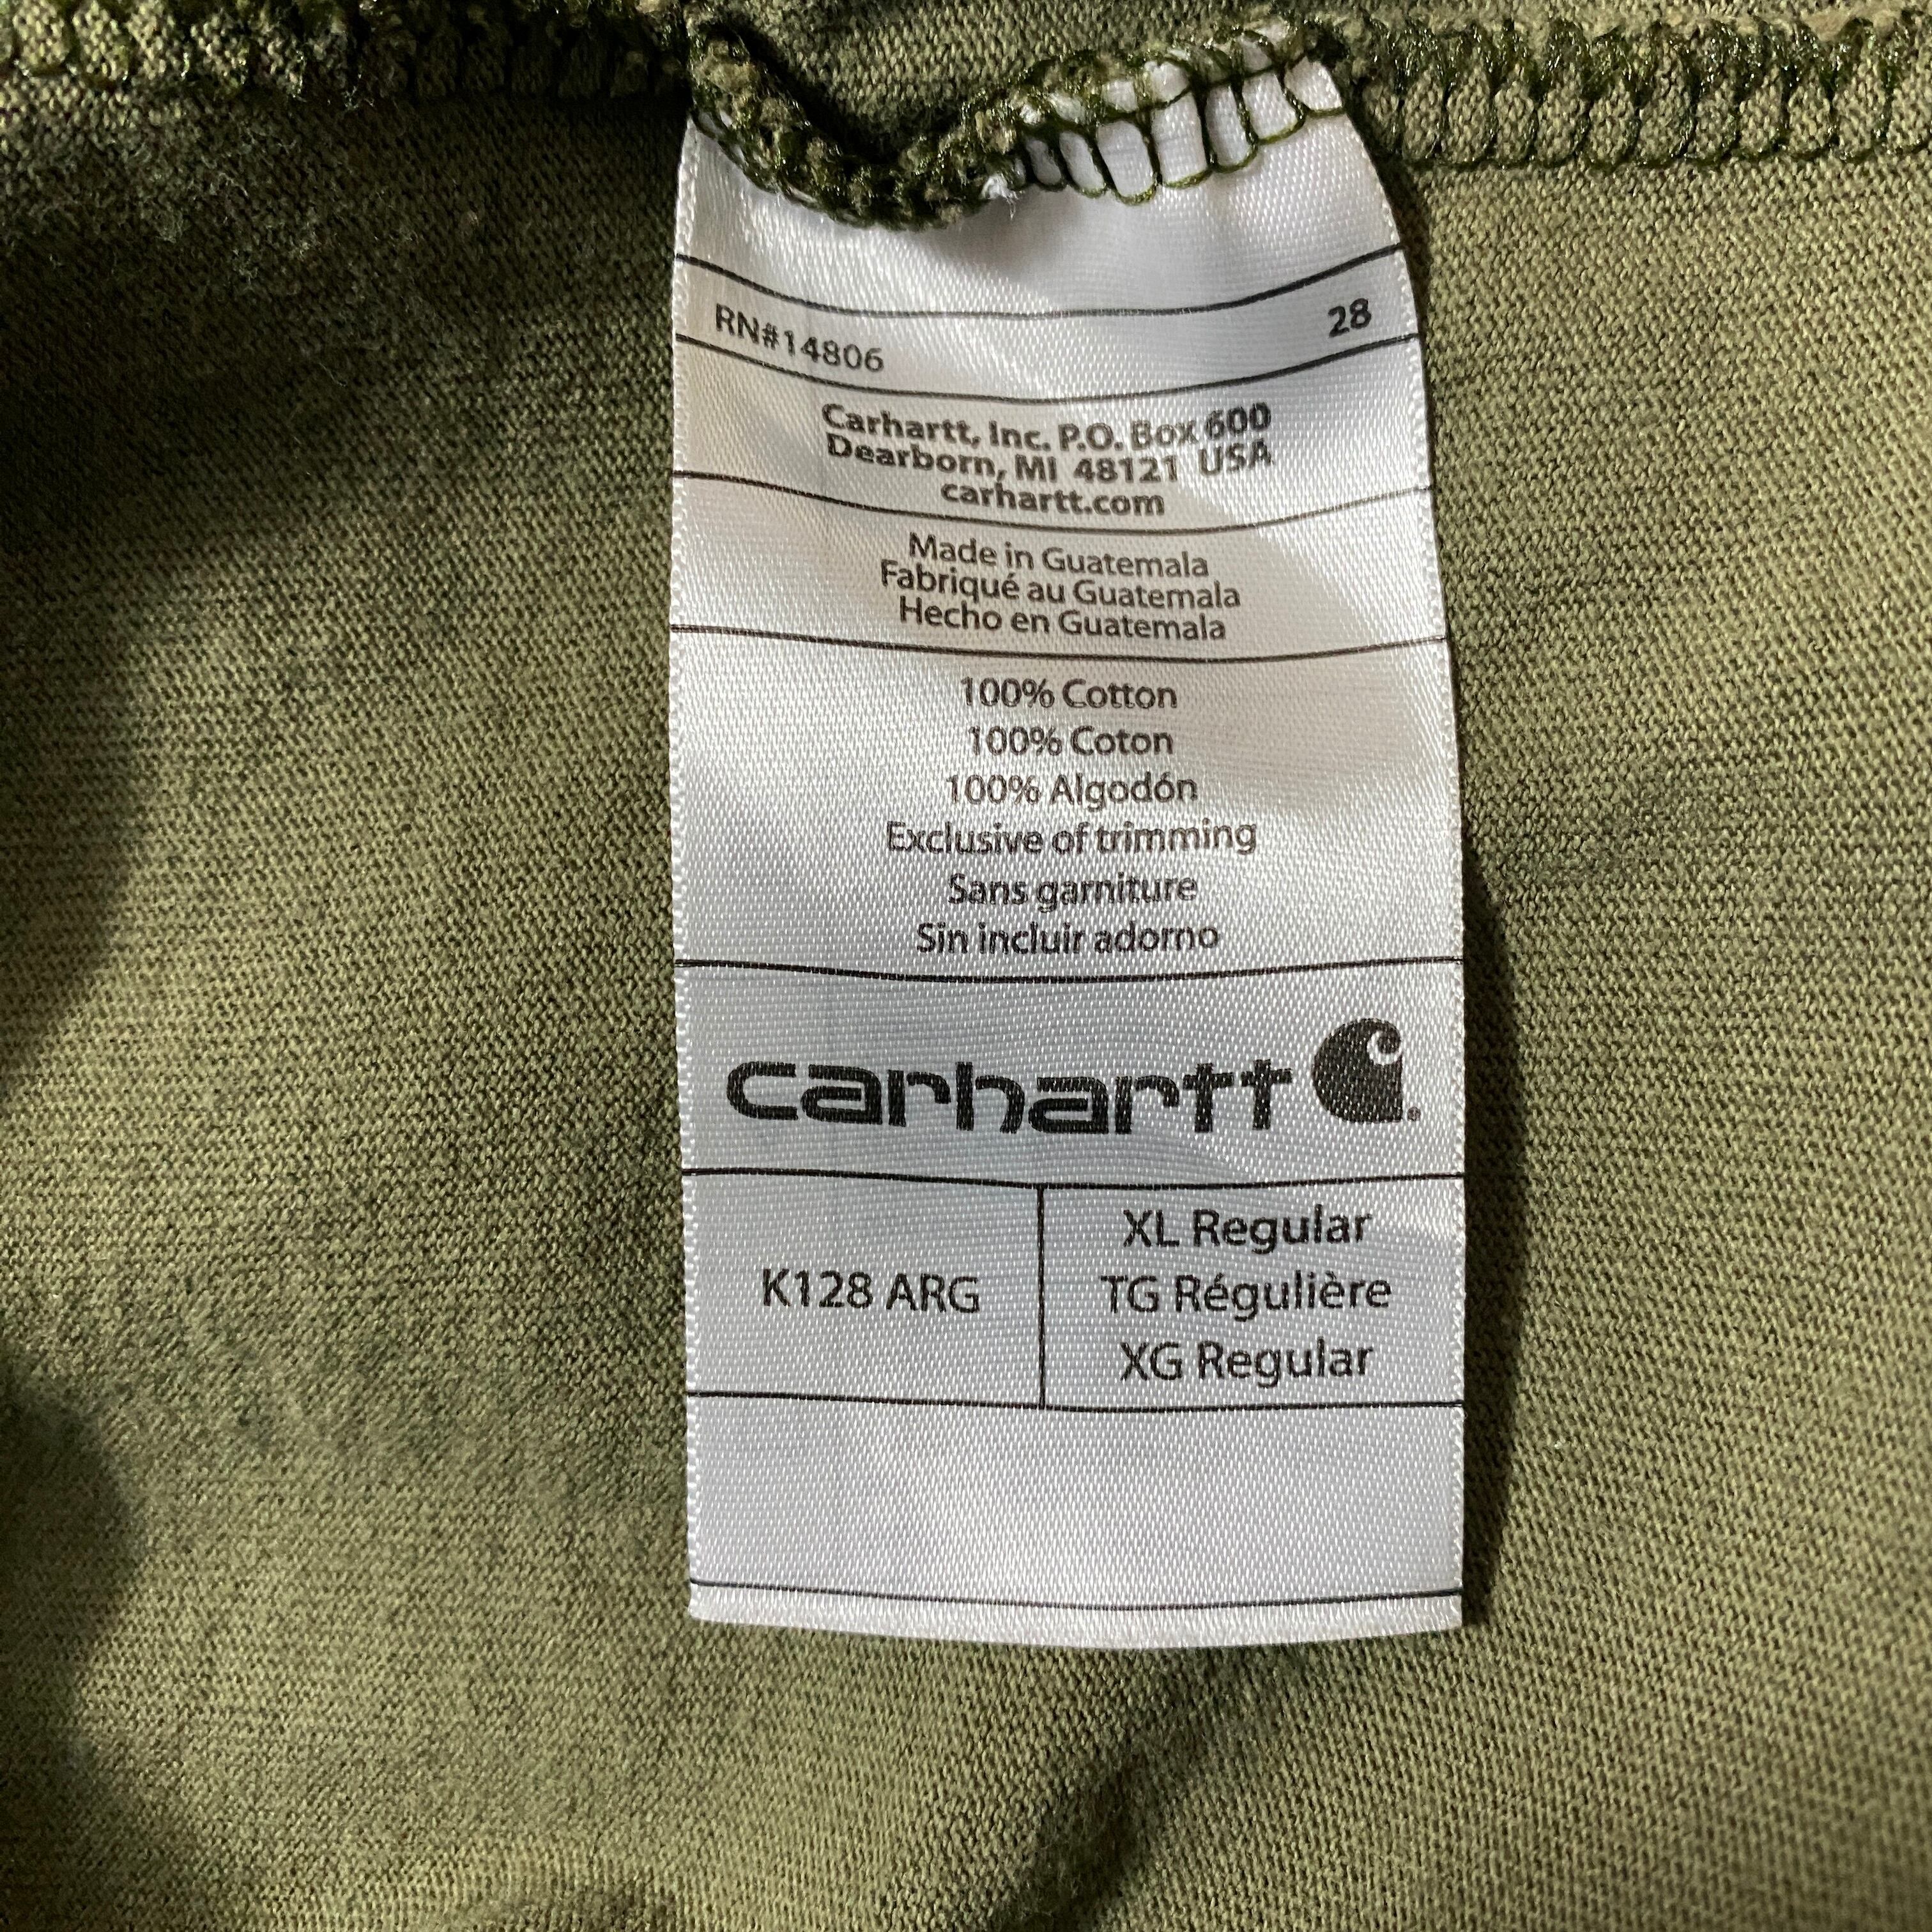 RN#14806 28
Carhartt, Inc. P.O. Box 600
Dearborn, MI 48121 USA
carhartt.com
Made in Guatemala
Fabriqué au Guatemala
Hecho en Guatemala
100% Cotton
100% Coton
100% Algodón
Exclusive of trimming
Sans garniture
Sin incluir adorno
carhartt
K128 ARG
XL Regular
TG Régulière
XG Regular